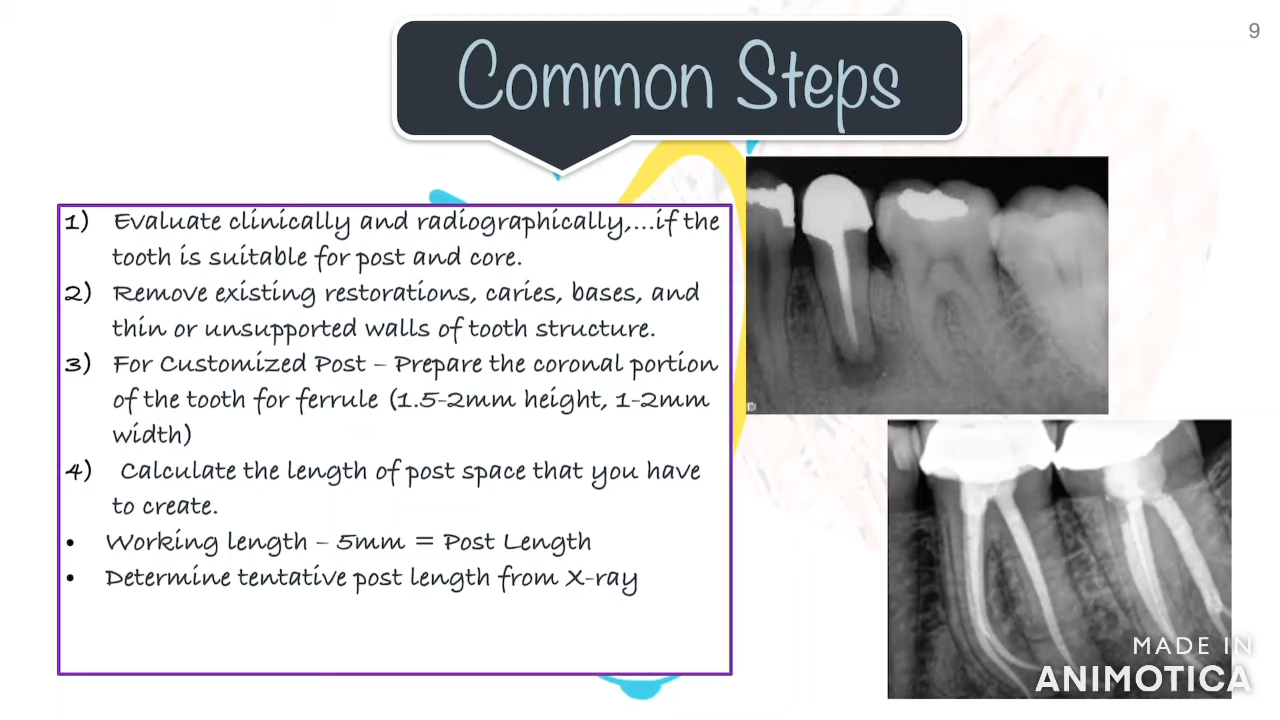 9
Common Steps
1) Evaluate clinically and radiographically,...if the
tooth is suitable for post and core.
2) Remove existing restorations, caries, bases, and
thin or unsupported walls of tooth structure.
3) For Customized Post – Prepare the coronal portion
of the tooth for ferrule (1.5-2mm height, 1-2mm
width)
4) Calculate the length of post space that you have
to create.
• Working length – 5mm = Post Length
• Determine tentative post length from X-ray
MADE IN
ANIMOTICA